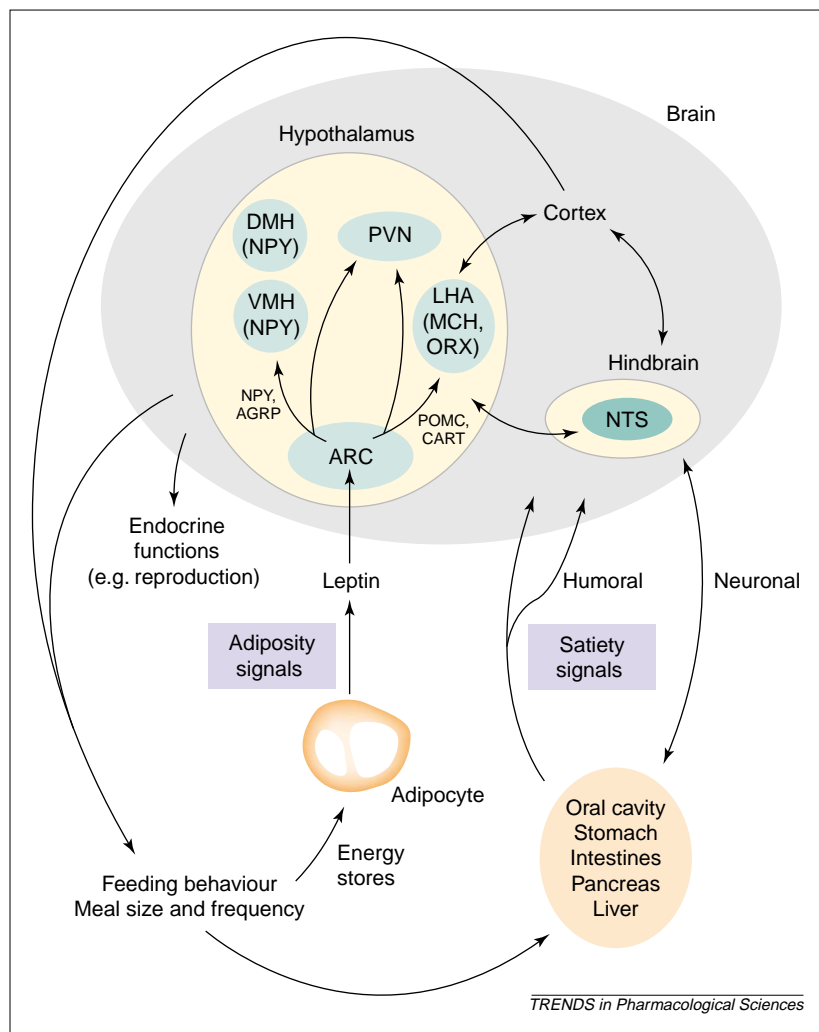 Brain
Hypothalamus
Cortex
DMH
(NPY)
PVN
VMH
(NPY)
LHA
(MCH,
ORX)
Hindbrain
NPY,
AGRP
POMC,
CART
NTS
ARC
Endocrine
functions
(e.g. reproduction)
Leptin
Humoral
Neuronal
Adiposity
signals
Satiety
signals
Adipocyte
Oral cavity
Stomach
Intestines
Pancreas
Liver
Energy
stores
Feeding behaviour
Meal size and frequency
TRENDS in Pharmacological Sciences